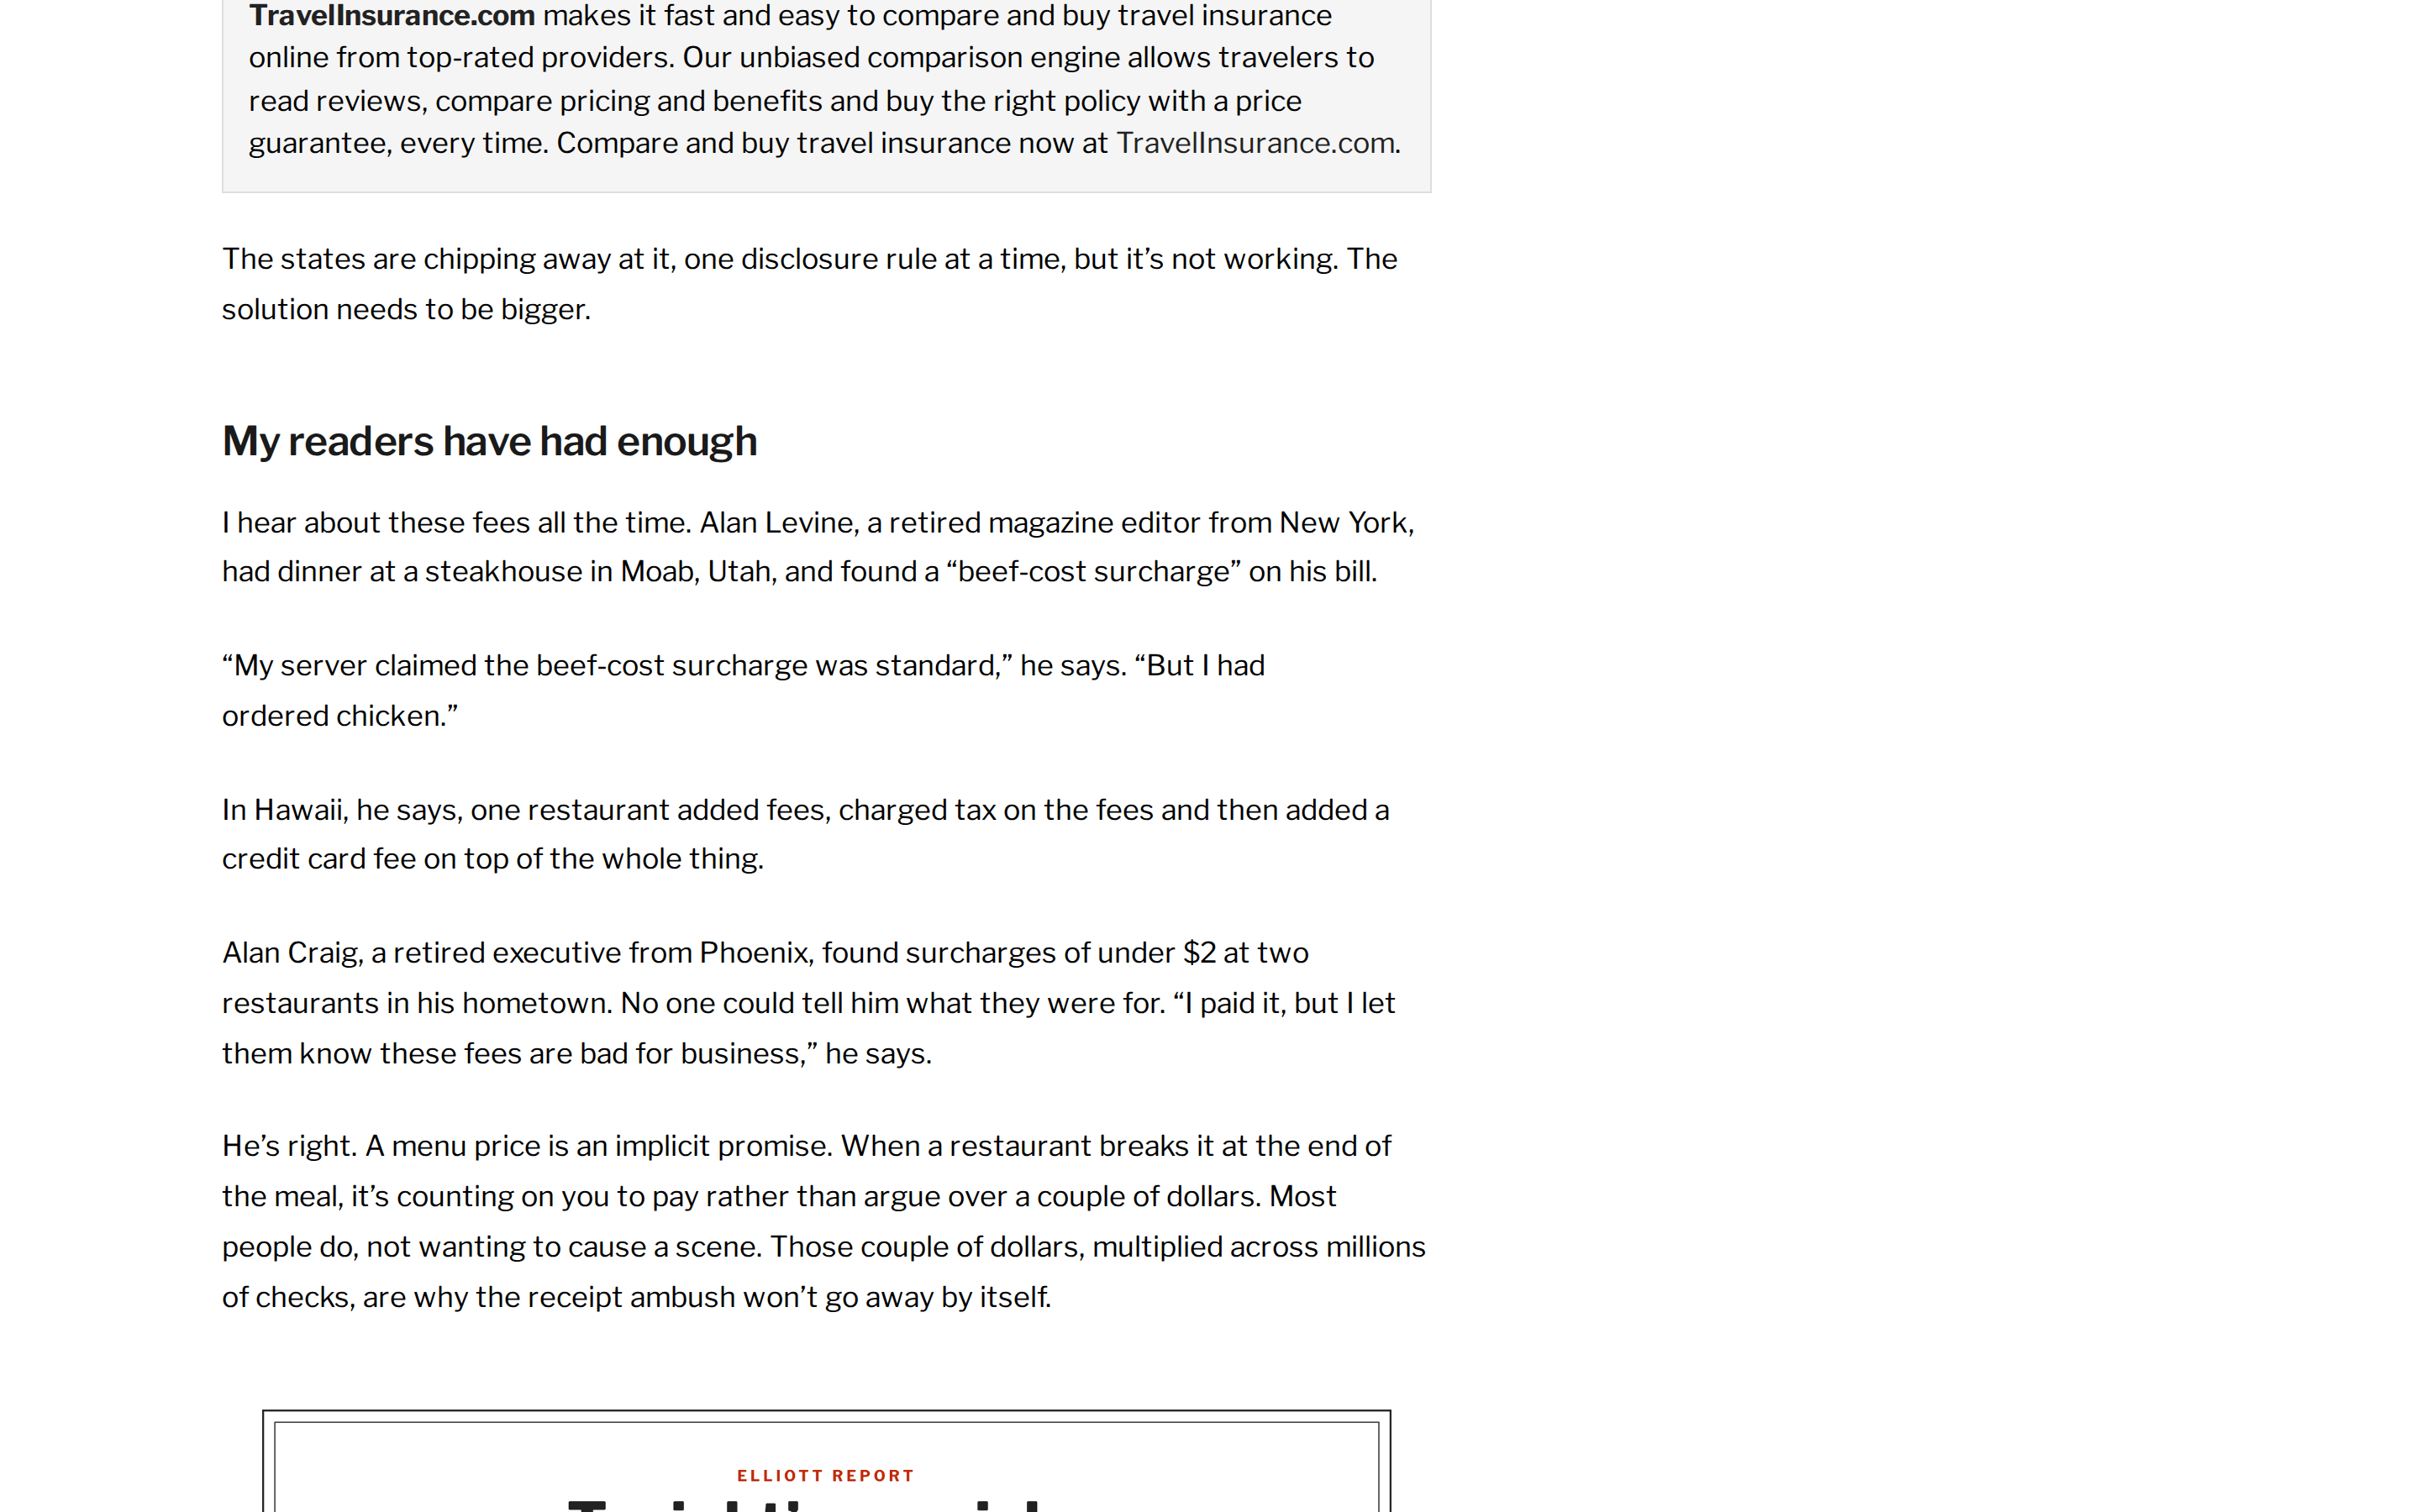 TravelInsurance.com makes it fast and easy to compare and buy travel insurance
online from top-rated providers. Our unbiased comparison engine allows travelers to
read reviews, compare pricing and benefits and buy the right policy with a price
guarantee, every time. Compare and buy travel insurance now at TravelInsurance.com.
The states are chipping away at it, one disclosure rule at a time, but it’s not working. The
solution needs to be bigger.
My readers have had enough
I hear about these fees all the time. Alan Levine, a retired magazine editor from New York,
had dinner at a steakhouse in Moab, Utah, and found a “beef-cost surcharge” on his bill.
“My server claimed the beef-cost surcharge was standard,” he says. “But I had
ordered chicken.”
In Hawaii, he says, one restaurant added fees, charged tax on the fees and then added a
credit card fee on top of the whole thing.
Alan Craig, a retired executive from Phoenix, found surcharges of under $2 at two
restaurants in his hometown. No one could tell him what they were for. “I paid it, but I let
them know these fees are bad for business,” he says.
He’s right. A menu price is an implicit promise. When a restaurant breaks it at the end of
the meal, it’s counting on you to pay rather than argue over a couple of dollars. Most
people do, not wanting to cause a scene. Those couple of dollars, multiplied across millions
of checks, are why the receipt ambush won’t go away by itself.
ELLIOTT REPORT